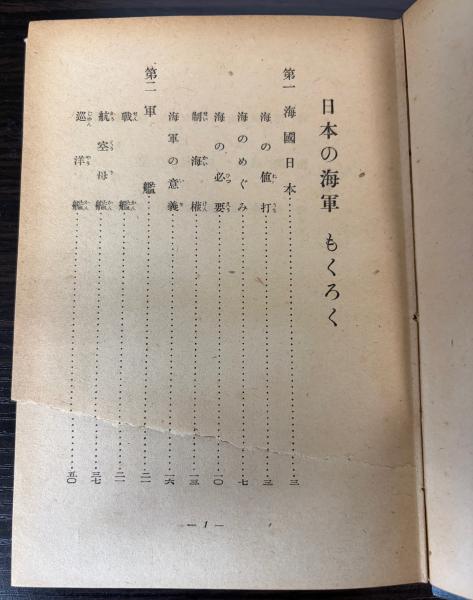 日本の海軍 もくろく
第一 海國日本……三
海の値打……三
海のめぐみ……七
海の必要……一〇
制海權……一三
海軍の意義……一六
第二 軍艦……二一
戰艦……二一
航空母艦……三七
巡洋艦……五〇
— 1 —